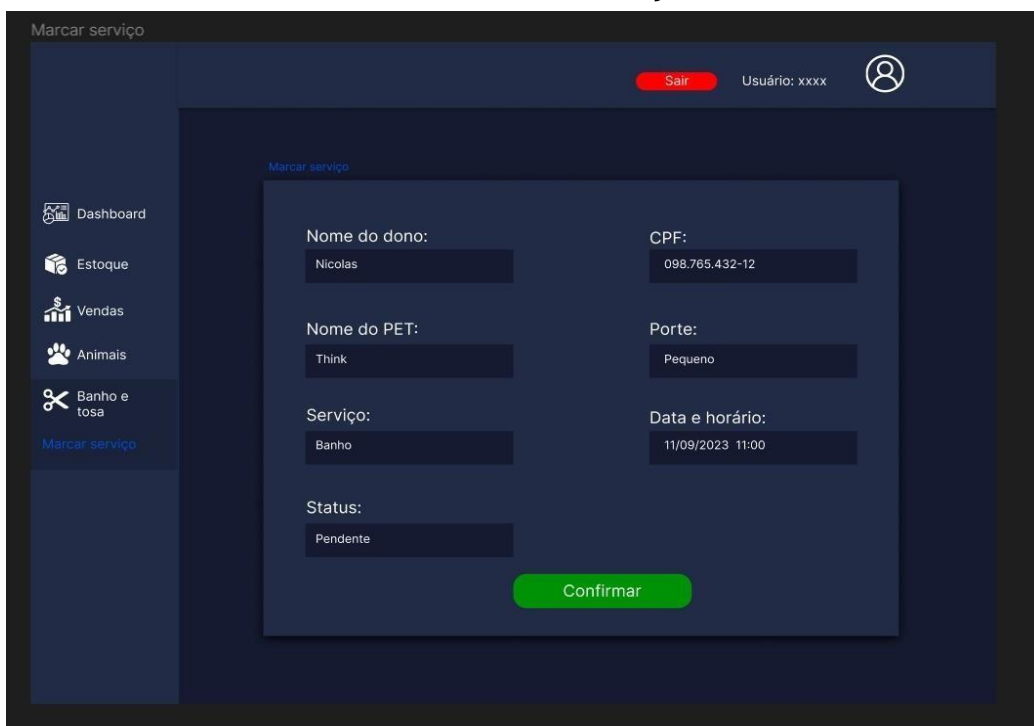 Marcar serviço
Sair
Usuário: xxxx
Dashboard
Estoque
Vendas
Animais
Banho e
tosa
Marcar serviço
Marcar serviço
Nome do dono:
Nicolas
CPF:
098.765.432-12
Nome do PET:
Think
Porte:
Pequeno
Serviço:
Banho
Data e horário:
11/09/2023 11:00
Status:
Pendente
Confirmar